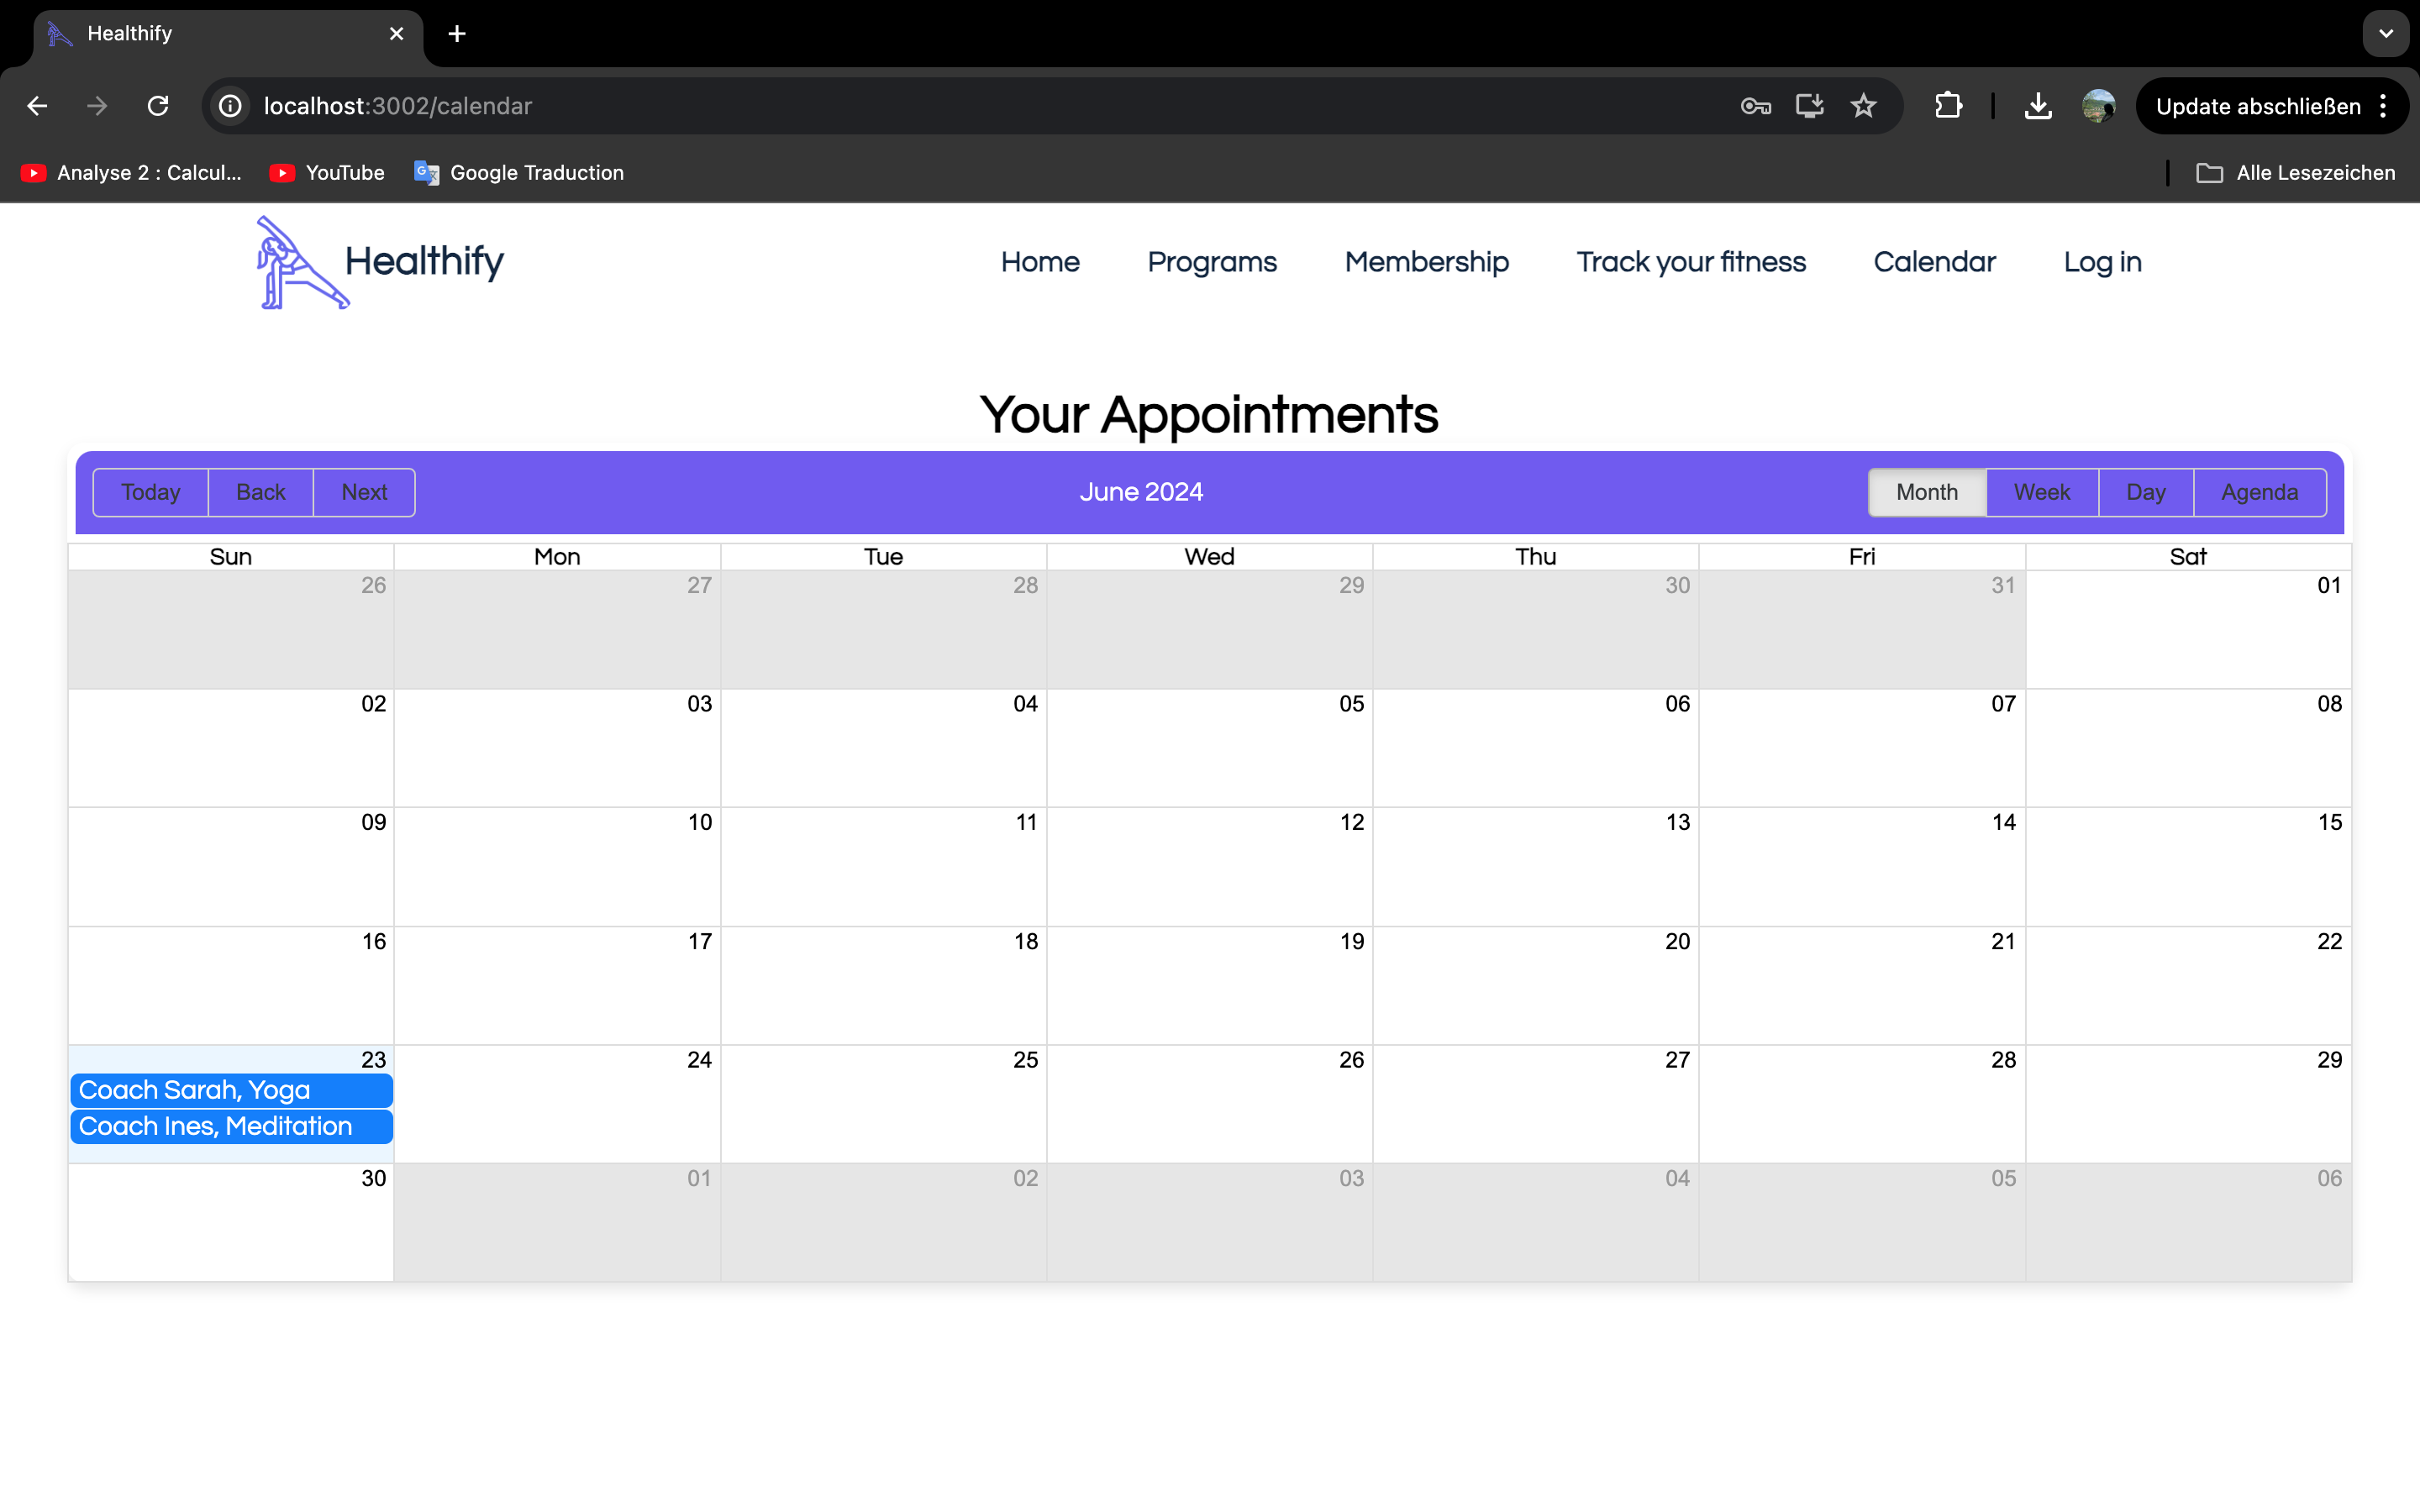 Healthify
localhost:3002/calendar
Update abschließen
Analyse 2 : Calcul...
YouTube
Google Traduction
Alle Lesezeichen
Healthify
Home Programs Membership Track your fitness Calendar Log in
Your Appointments
Today Back Next June 2024 Month Week Day Agenda
Sun Mon Tue Wed Thu Fri Sat
26 27 28 29 30 31 01
02 03 04 05 06 07 08
09 10 11 12 13 14 15
16 17 18 19 20 21 22
23 24 25 26 27 28 29
Coach Sarah, Yoga
Coach Ines, Meditation
30 01 02 03 04 05 06